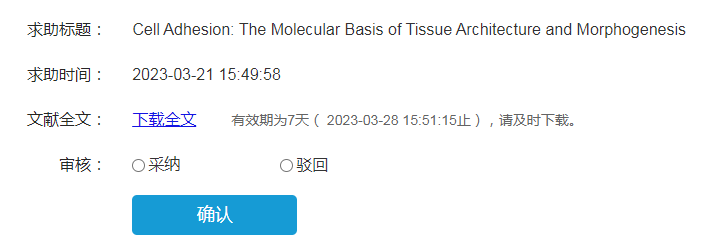 求助标题： Cell Adhesion: The Molecular Basis of Tissue Architecture and Morphogenesis
求助时间： 2023-03-21 15:49:58
文献全文： 下载全文 有效期为7天（ 2023-03-28 15:51:15止），请及时下载。
审核： 采纳 驳回
确认